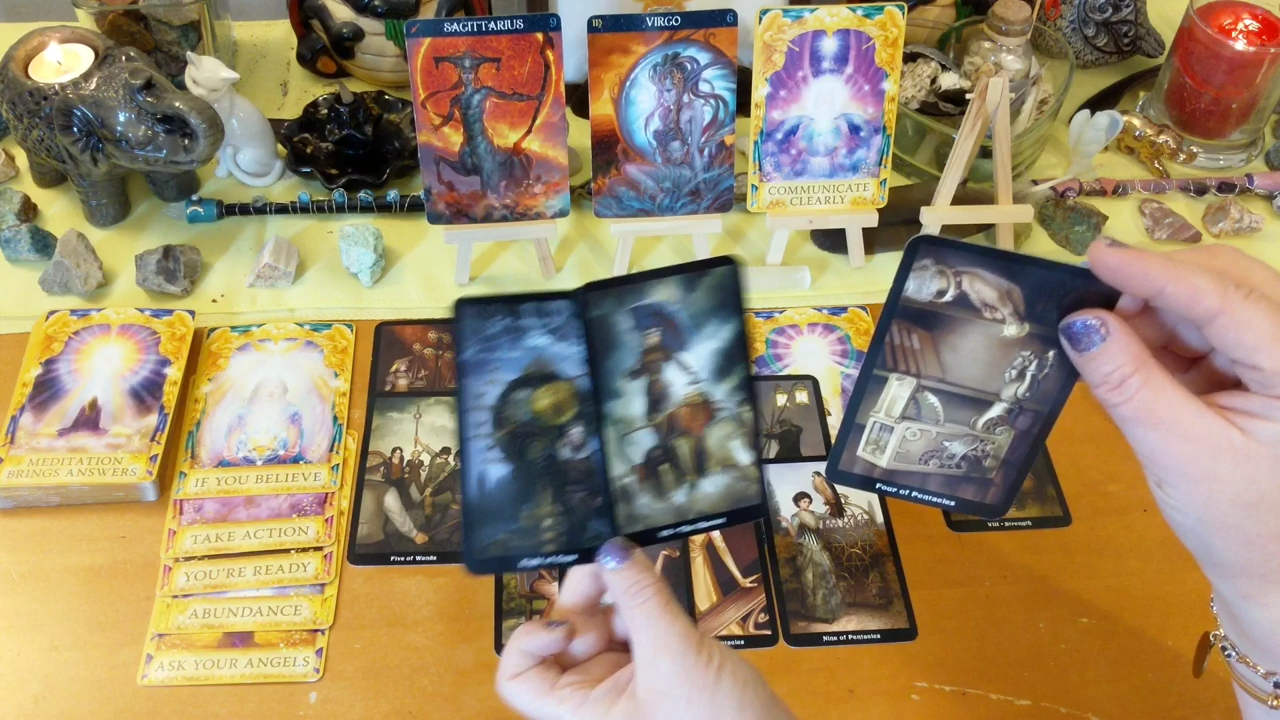 SAGITTARIUS 9
♍ VIRGO 6
COMMUNICATE
CLEARLY
MEDITATION
BRINGS ANSWERS
IF YOU BELIEVE
TAKE ACTION
YOU'RE READY
ABUNDANCE
ASK YOUR ANGELS
Five of Wands
Nine of Pentacles
Four of Pentacles
VIII • Strength